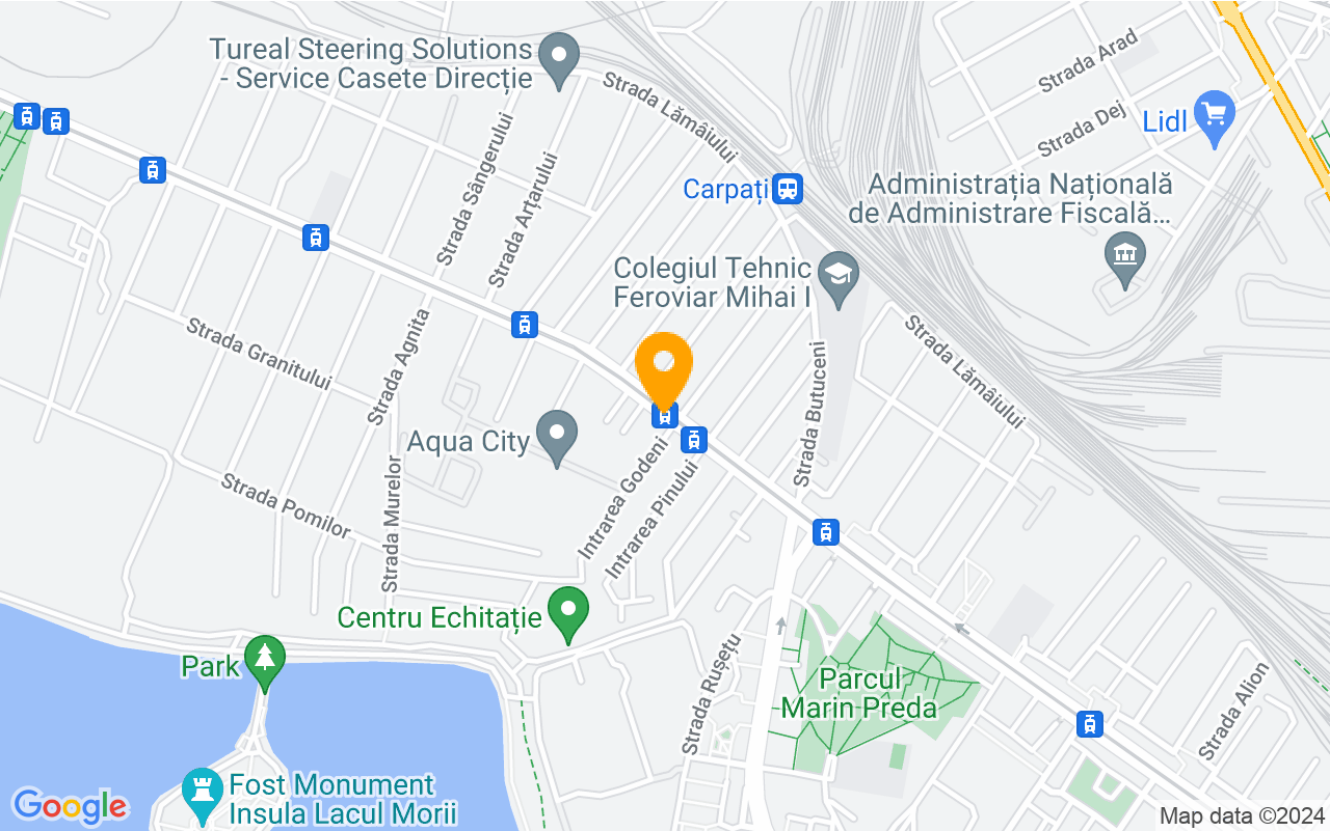 Tureal Steering Solutions
- Service Casete Direcție
Strada Lămâiului
Strada Arad
Strada Dej
Lidl
Strada Sângerului
Strada Arțarului
Carpați
Administrația Națională
de Administrare Fiscală...
Colegiul Tehnic
Feroviar Mihai I
Strada Granitului
Strada Agnita
Strada Butuceni
Strada Lămâiului
Aqua City
Intrarea Godeni
Intrarea Pinului
Strada Pomilor
Strada Murelor
Centru Echitație
Park
Strada Rușețu
Parcul
Marin Preda
Strada Alion
Fost Monument
Insula Lacul Morii
Google
Map data ©2024